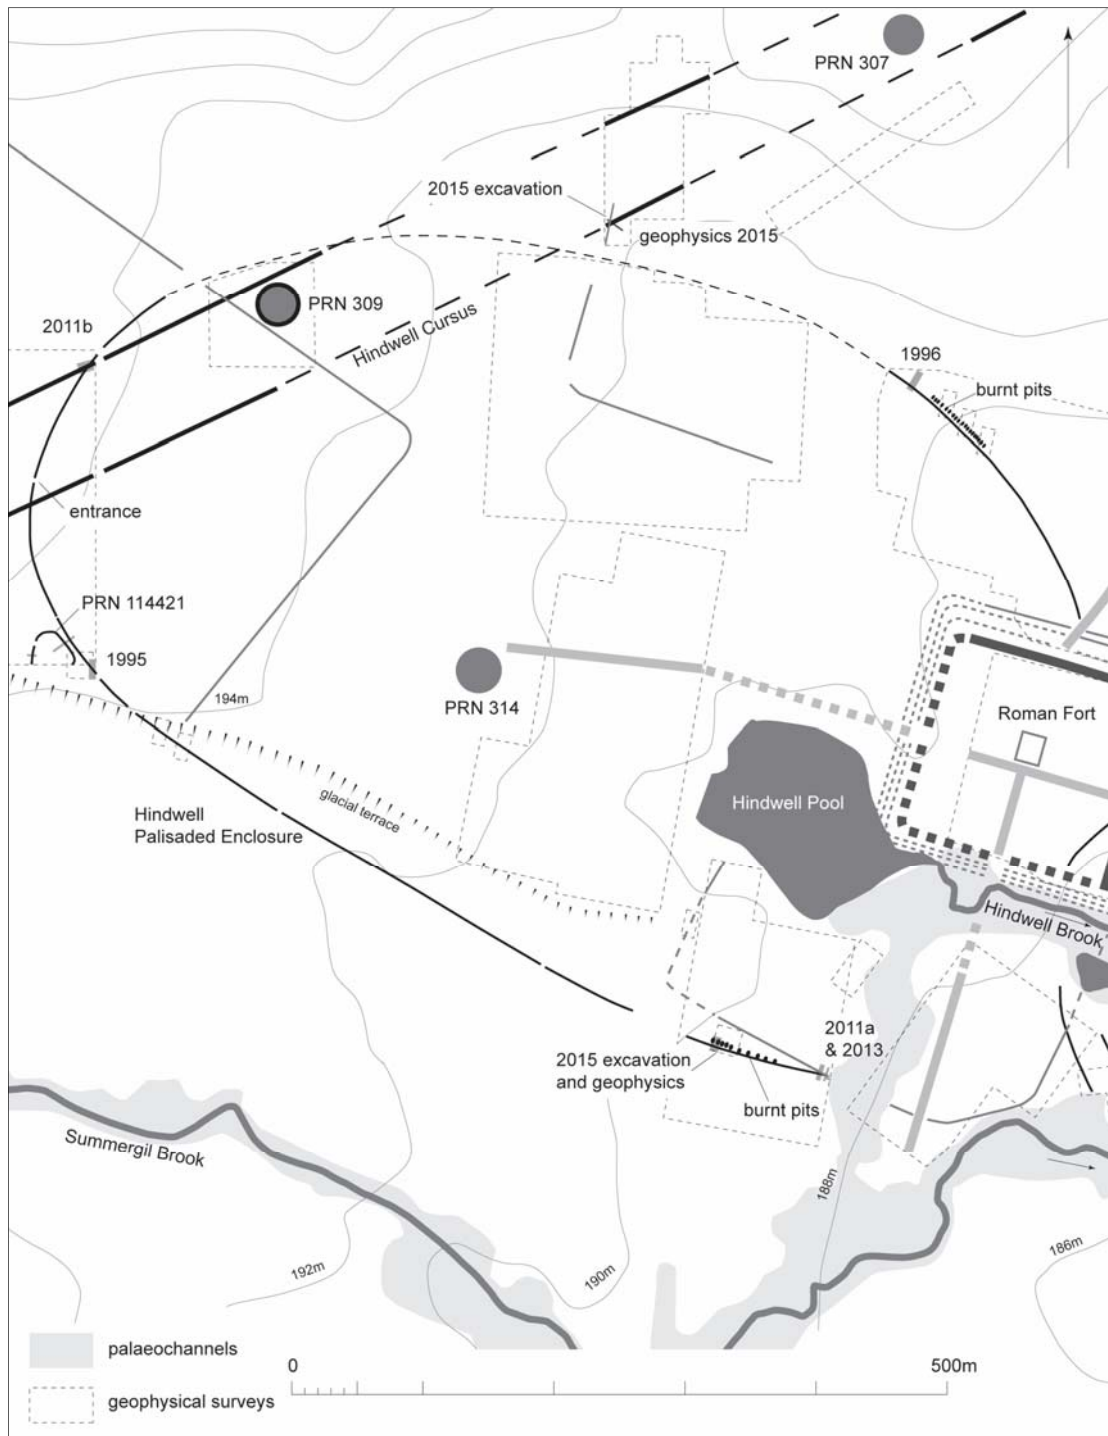 PRN 307
2015 excavation
geophysics 2015
PRN 309
2011b
Hindwell Cursus
1996
burnt pits
entrance
PRN 114421
1995
194m
PRN 314
Roman Fort
Hindwell
Palisaded Enclosure
glacial terrace
Hindwell Pool
Hindwell Brook
2011a
& 2013
2015 excavation
and geophysics
burnt pits
Summergil Brook
188m
192m
190m
186m
palaeochannels
geophysical surveys
0
500m